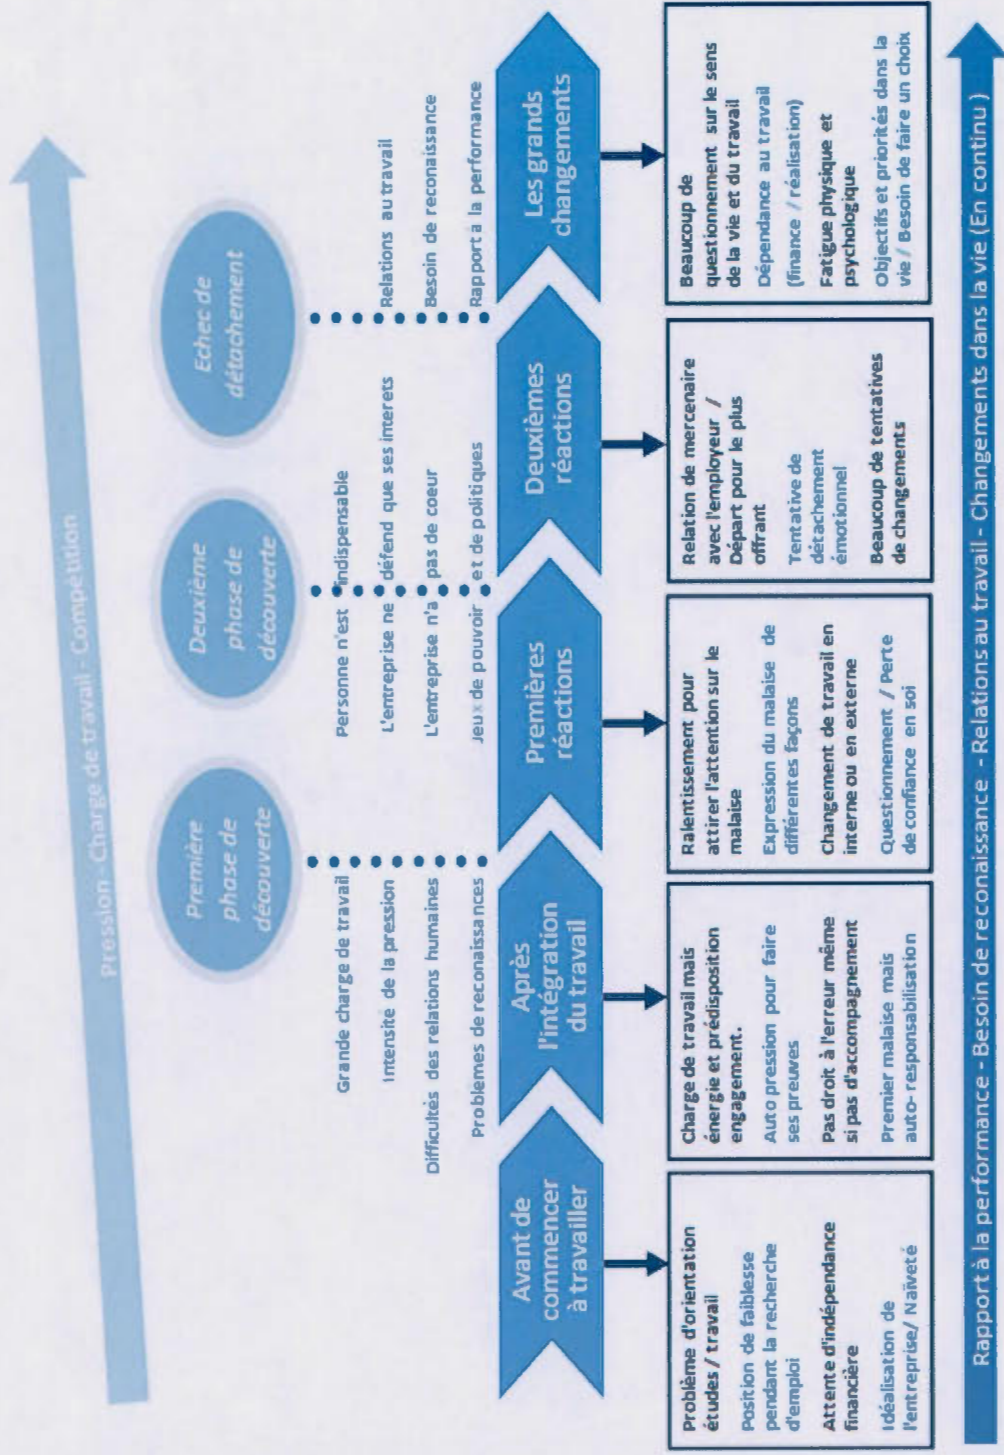 Pression - Charge de travail - Compétition
Première
phase de
découverte
Deuxième
phase de
découverte
Echec de
détachement
Grande charge de travail
Intensité de la pression
Difficultés des relations humaines
Problèmes de reconaissances
Personne n'est indispensable
L'entreprise ne défend que ses interets
L'entreprise n'a pas de coeur
Jeux de pouvoir et de politiques
Relations au travail
Besoin de reconaissance
Rapport a la performance
Avant de
commencer
à travailler
Après
l'intégration
du travail
Premières
réactions
Deuxièmes
réactions
Les grands
changements
Problème d'orientation
études / travail
Position de faiblesse
pendant la recherche
d'emploi
Attente d'indépendance
financière
Idéalisation de
l'entreprise/ Naïveté
Charge de travail mais
énergie et prédisposition
engagement.
Auto pression pour faire
ses preuves
Pas droit à l'erreur même
si pas d'accompagnement
Premier malaise mais
auto- responsabilisation
Ralentissement pour
attirer l'attention sur le
malaise
Expression du malaise de
différentes façons
Changement de travail en
interne ou en externe
Questionnement / Perte
de confiance en soi
Relation de mercenaire
avec l'employeur /
Départ pour le plus
offrant
Tentative de
détachement
émotionnel
Beaucoup de tentatives
de changements
Beaucoup de
questionnement sur le sens
de la vie et du travail
Dépendance au travail
(finance / réalisation)
Fatigue physique et
psychologique
Objectifs et priorités dans la
vie / Besoin de faire un choix
Rapport à la performance - Besoin de reconaissance - Relations au travail - Changements dans la vie (En continu )